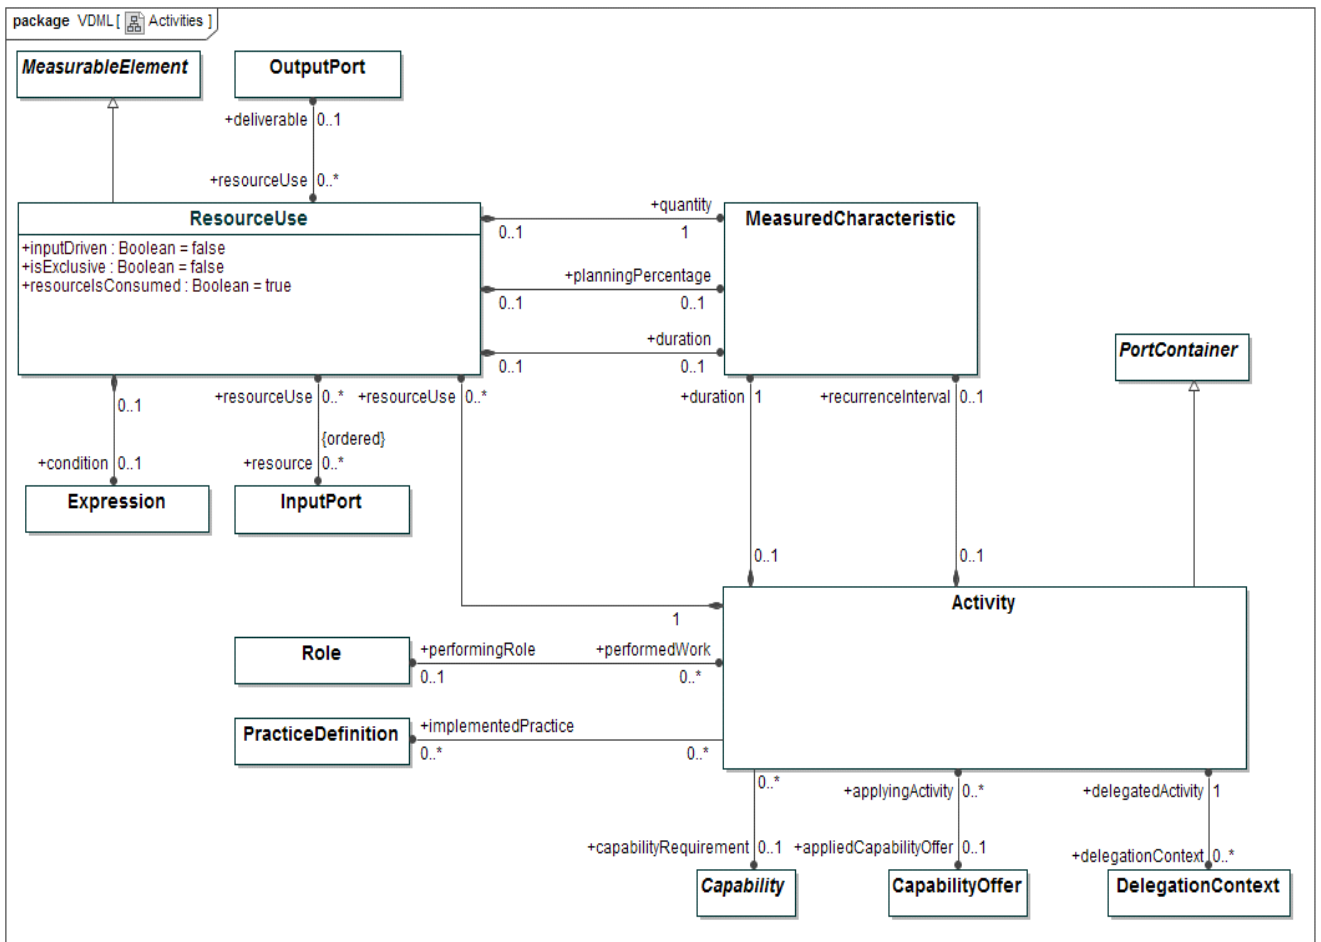 package VDML [ Activities ]
MeasurableElement
OutputPort
+deliverable 0..1
+resourceUse 0..*
ResourceUse
+inputDriven : Boolean = false
+isExclusive : Boolean = false
+resourceIsConsumed : Boolean = true
+quantity
0..1 1
+planningPercentage
0..1 0..1
+duration
0..1 0..1
MeasuredCharacteristic
PortContainer
0..1
+condition 0..1
Expression
+resourceUse 0..*
{ordered}
+resource 0..*
InputPort
+resourceUse 0..*
1
+duration 1
0..1
+recurrenceInterval 0..1
0..1
Activity
Role
+performingRole +performedWork
0..1 0..*
PracticeDefinition
+implementedPractice
0..* 0..*
0..*
+capabilityRequirement 0..1
Capability
+applyingActivity 0..*
+appliedCapabilityOffer 0..1
CapabilityOffer
+delegatedActivity 1
+delegationContext 0..*
DelegationContext